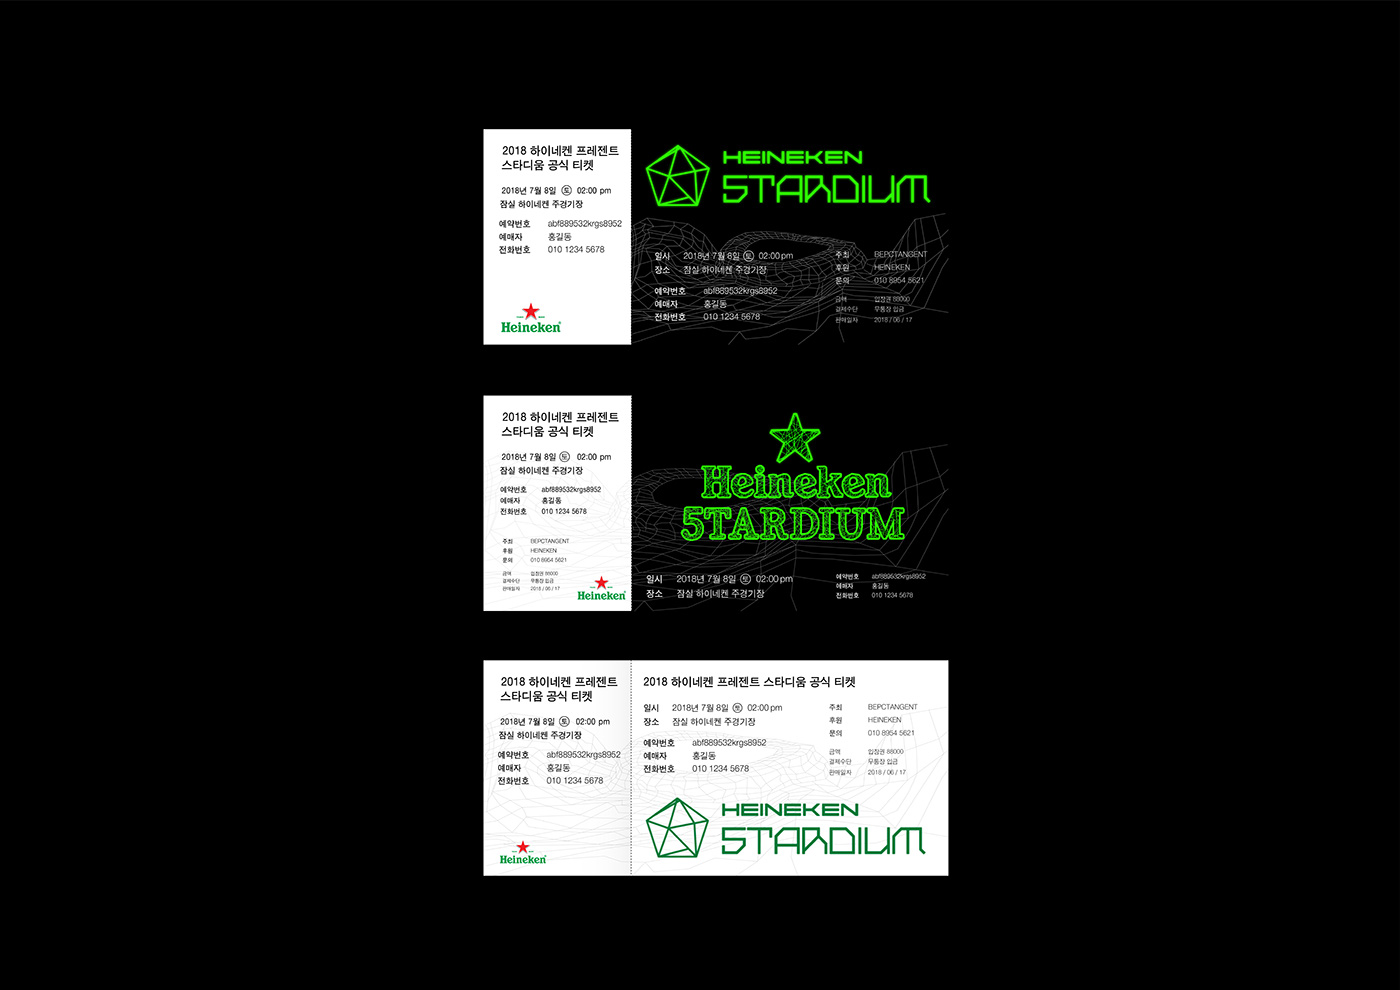 2018 하이네켄 프레젠트
스타디움 공식 티켓
2018년 7월 8일 토 02:00 pm
잠실 하이네켄 주경기장
예약번호 abf889532krgs8952
예매자 홍길동
전화번호 010 1234 5678
Heineken
HEINEKEN
5TARDIUM
일시 2018년 7월 8일 토 02:00 pm
장소 잠실 하이네켄 주경기장
예약번호 abf889532krgs8952
예매자 홍길동
전화번호 010 1234 5678
주최 BEPCTANGENT
후원 HEINEKEN
문의 010 8954 5621
금액 입장권 88000
결제수단 무통장 입금
판매일자 2018 / 06 / 17
2018 하이네켄 프레젠트
스타디움 공식 티켓
2018년 7월 8일 토 02:00 pm
잠실 하이네켄 주경기장
예약번호 abf889532krgs8952
예매자 홍길동
전화번호 010 1234 5678
주최 BEPCTANGENT
후원 HEINEKEN
문의 010 8954 5621
금액 입장권 88000
결제수단 무통장 입금
판매일자 2018 / 06 / 17
Heineken
Heineken
5TARDIUM
일시 2018년 7월 8일 토 02:00 pm
장소 잠실 하이네켄 주경기장
예약번호 abf889532krgs8952
예매자 홍길동
전화번호 010 1234 5678
2018 하이네켄 프레젠트
스타디움 공식 티켓
2018년 7월 8일 토 02:00 pm
잠실 하이네켄 주경기장
예약번호 abf889532krgs8952
예매자 홍길동
전화번호 010 1234 5678
Heineken
2018 하이네켄 프레젠트 스타디움 공식 티켓
일시 2018년 7월 8일 토 02:00 pm
장소 잠실 하이네켄 주경기장
예약번호 abf889532krgs8952
예매자 홍길동
전화번호 010 1234 5678
주최 BEPCTANGENT
후원 HEINEKEN
문의 010 8954 5621
금액 입장권 88000
결제수단 무통장 입금
판매일자 2018 / 06 / 17
HEINEKEN
5TARDIUM